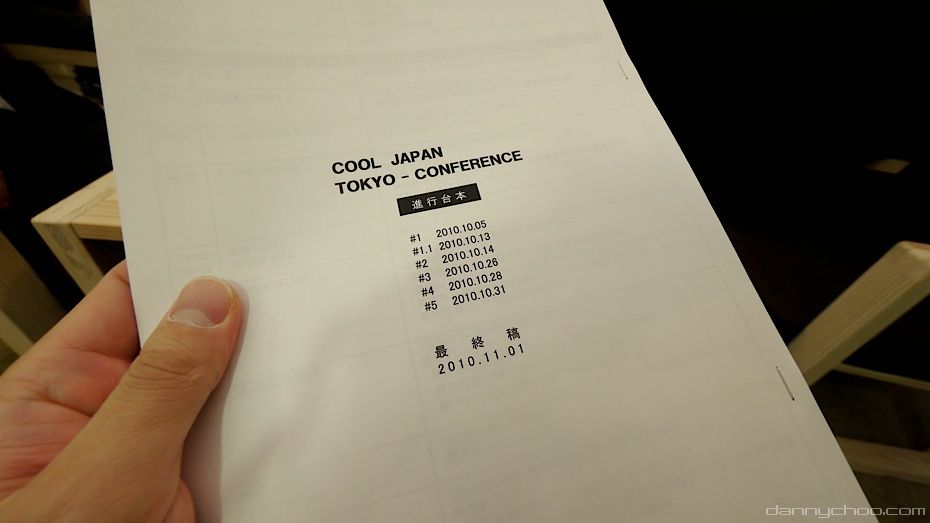 COOL JAPAN
TOKYO - CONFERENCE
進行台本
#1 2010.10.05
#1.1 2010.10.13
#2 2010.10.14
#3 2010.10.26
#4 2010.10.28
#5 2010.10.31
最終稿
2010.11.01
dannychoo.com